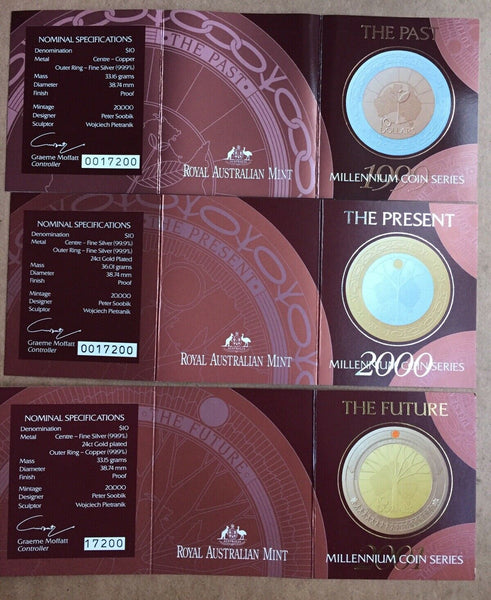 NOMINAL SPECIFICATIONS
Denomination $10
Metal Centre – Copper
Outer Ring – Fine Silver (99.9%)
Mass 33.16 grams
Diameter 38.74 mm
Finish Proof
Mintage 20000
Designer Peter Soobik
Sculptor Wojciech Pietranik
Graeme Moffatt
Controller 0017200
THE PAST
ROYAL AUSTRALIAN MINT
THE PAST
10
DOLLARS
MILLENNIUM COIN SERIES
NOMINAL SPECIFICATIONS
Denomination $10
Metal Centre – Fine Silver (99.9%)
Outer Ring – Fine Silver (99.9%)
24ct Gold Plated
Mass 36.01 grams
Diameter 38.74 mm
Finish Proof
Mintage 20000
Designer Peter Soobik
Sculptor Wojciech Pietranik
Graeme Moffatt
Controller 0017200
THE PRESENT
ROYAL AUSTRALIAN MINT
THE PRESENT
2000
MILLENNIUM COIN SERIES
NOMINAL SPECIFICATIONS
Denomination $10
Metal Centre – Fine Silver (99.9%)
24ct Gold plated
Outer Ring – Copper (99.9%)
Mass 33.15 grams
Diameter 38.74 mm
Finish Proof
Mintage 20000
Designer Peter Soobik
Sculptor Wojciech Pietranik
Graeme Moffatt
Controller 17200
THE FUTURE
ROYAL AUSTRALIAN MINT
THE FUTURE
MILLENNIUM COIN SERIES
2001